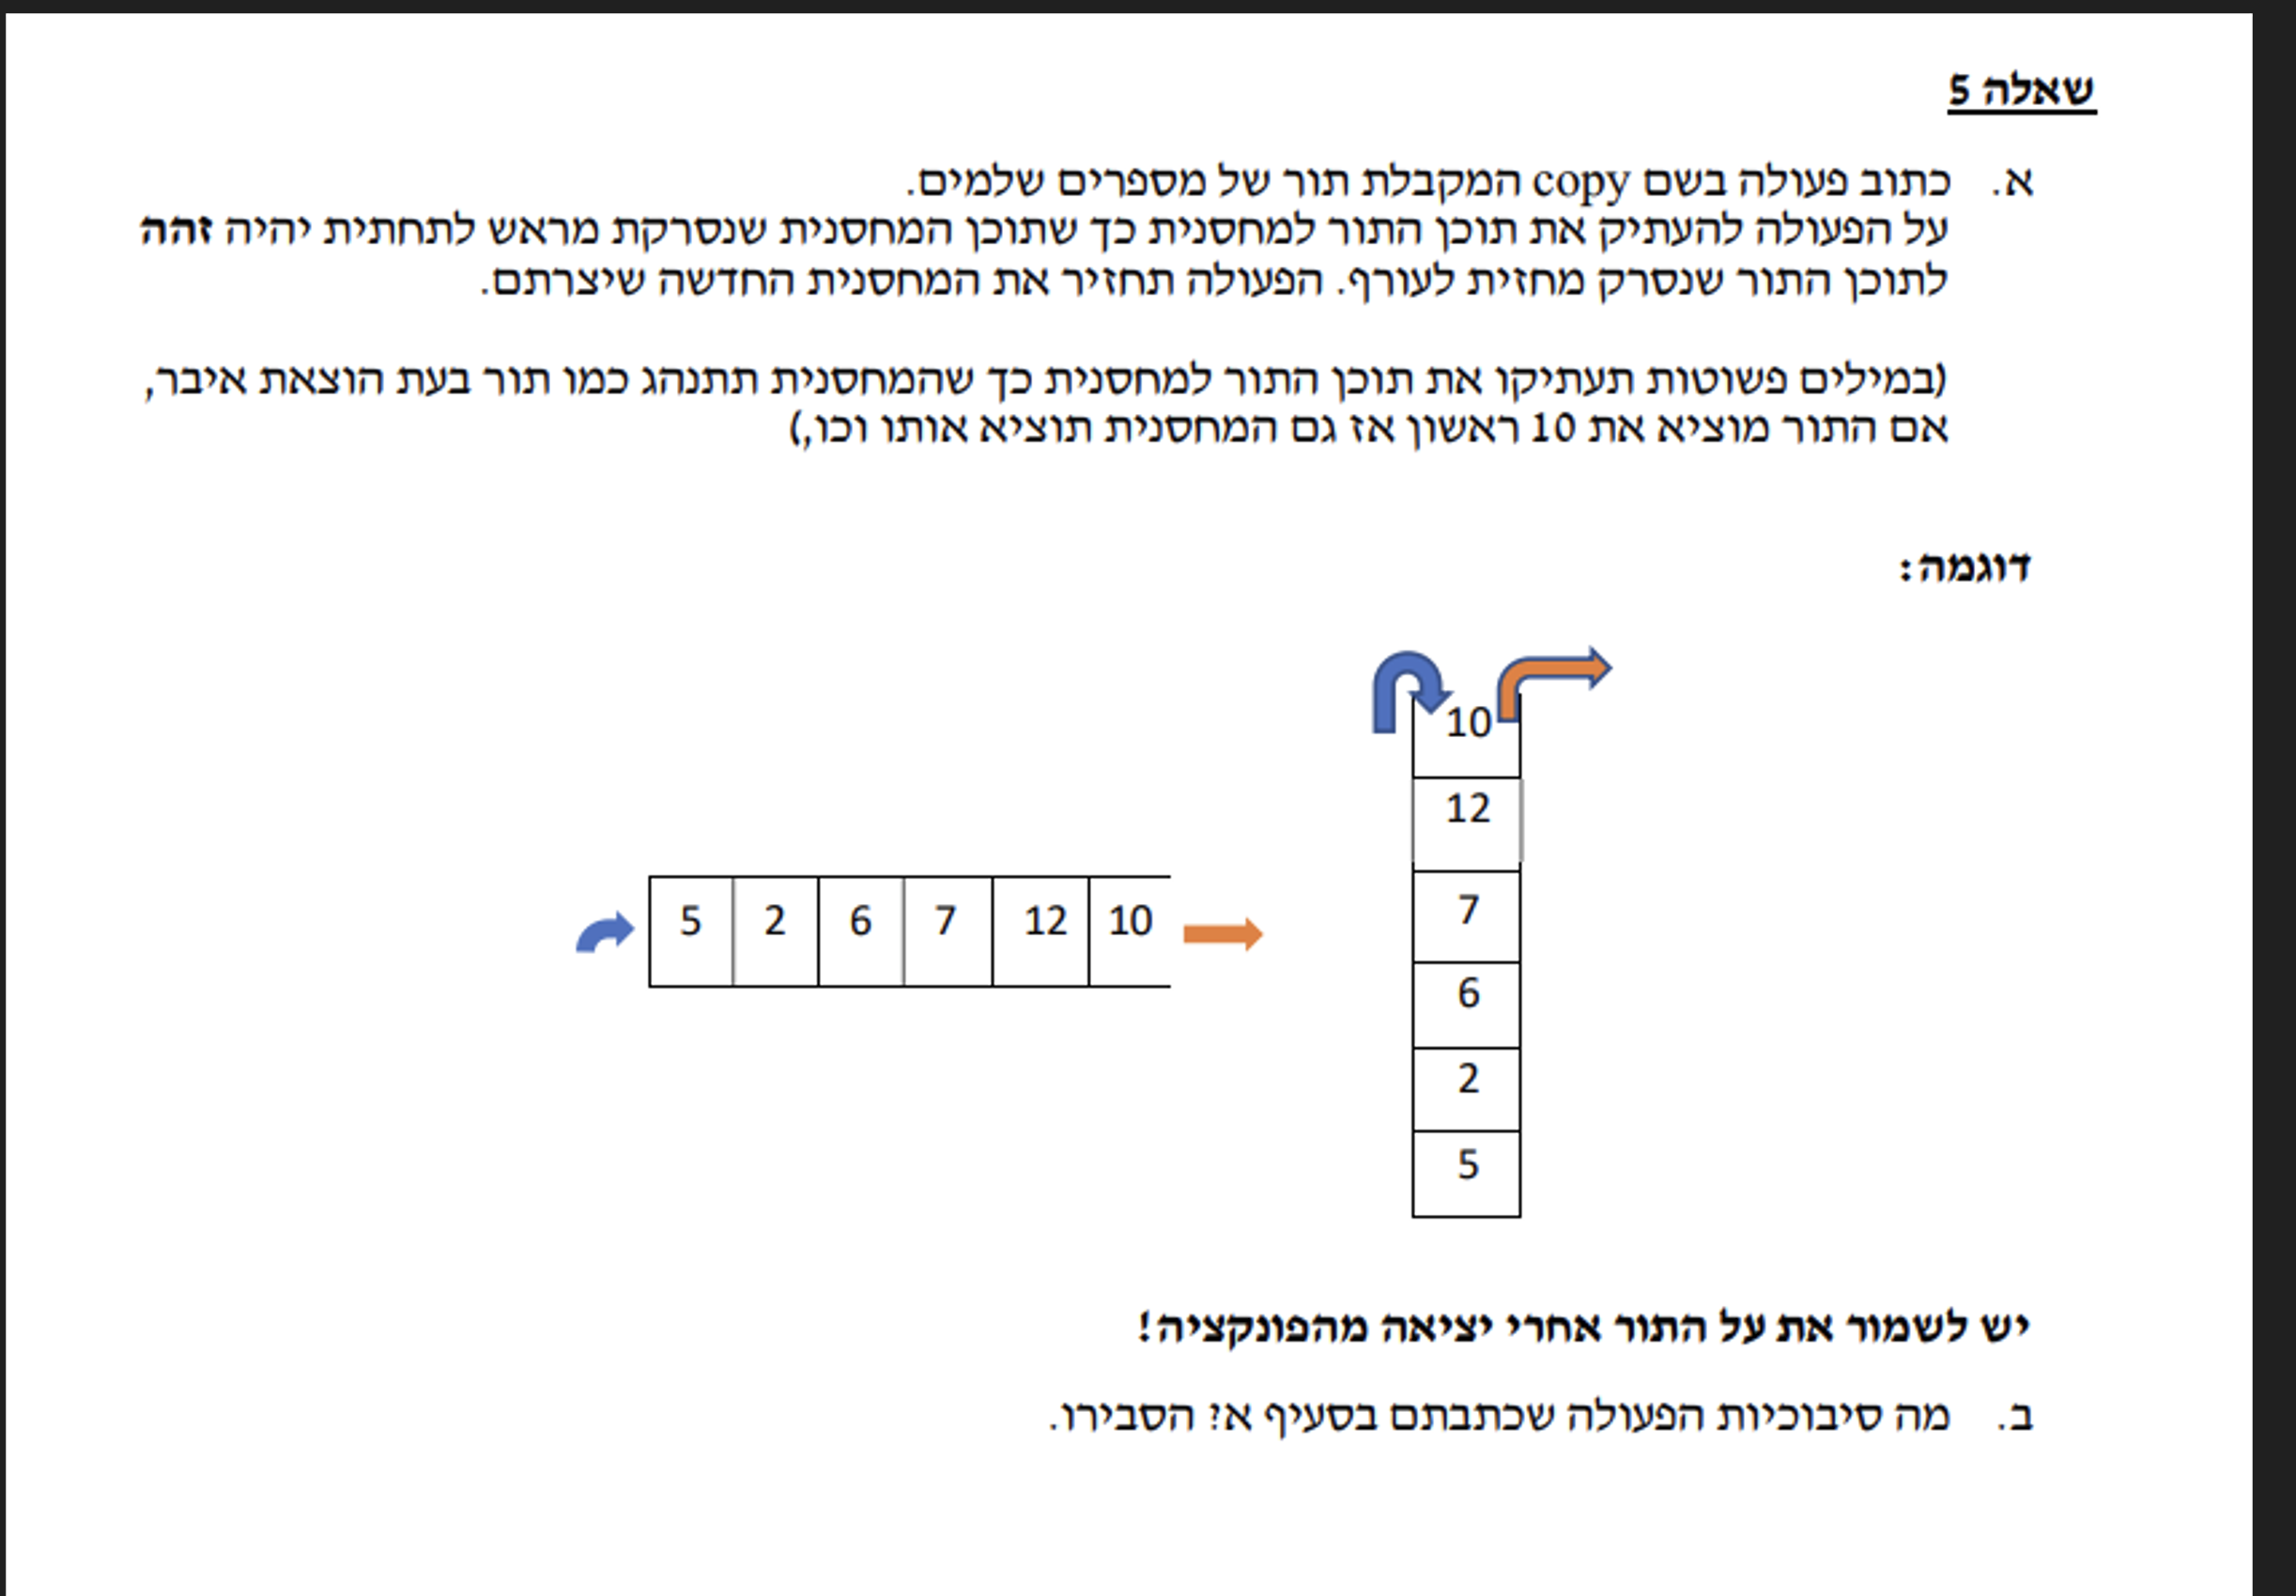 שאלה 5
א. כתוב פעולה בשם copy המקבלת תור של מספרים שלמים.
על הפעולה להעתיק את תוכן התור למחסנית כך שתוכן המחסנית שנסרקת מראש לתחתית יהיה זהה
לתוכן התור שנסרק מחזית לעורף. הפעולה תחזיר את המחסנית החדשה שיצרתם.
(במילים פשוטות תעתיקו את תוכן התור למחסנית כך שהמחסנית תתנהג כמו תור בעת הוצאת איבר,
אם התור מוציא את 10 ראשון אז גם המחסנית תוציא אותו וכו,)
דוגמה:
10
12
7
6
2
5
5 2 6 7 12 10
יש לשמור את על התור אחרי יציאה מהפונקציה!
ב. מה סיבוכיות הפעולה שכתבתם בסעיף א? הסבירו.